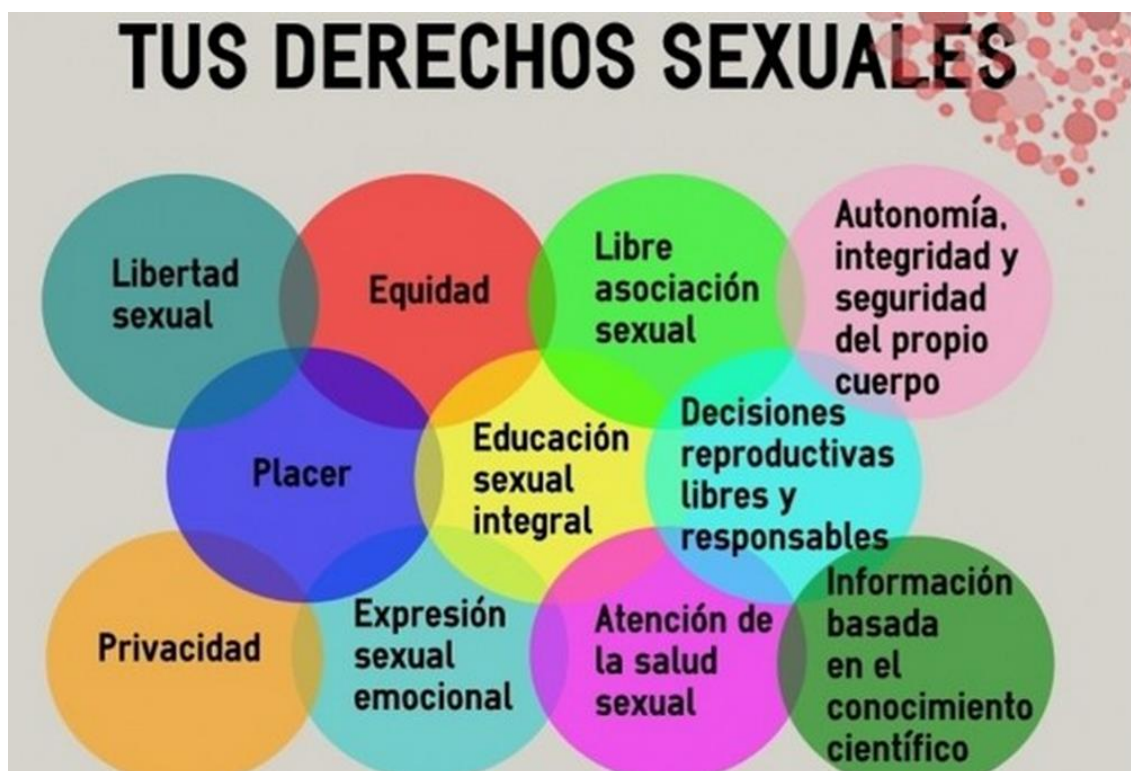 TUS DERECHOS SEXUALES
Libertad
sexual
Equidad
Libre
asociación
sexual
Autonomía,
integridad y
seguridad
del propio
cuerpo
Placer
Educación
sexual
integral
Decisiones
reproductivas
libres y
responsables
Privacidad
Expresión
sexual
emocional
Atención de
la salud
sexual
Información
basada
en el
conocimiento
científico